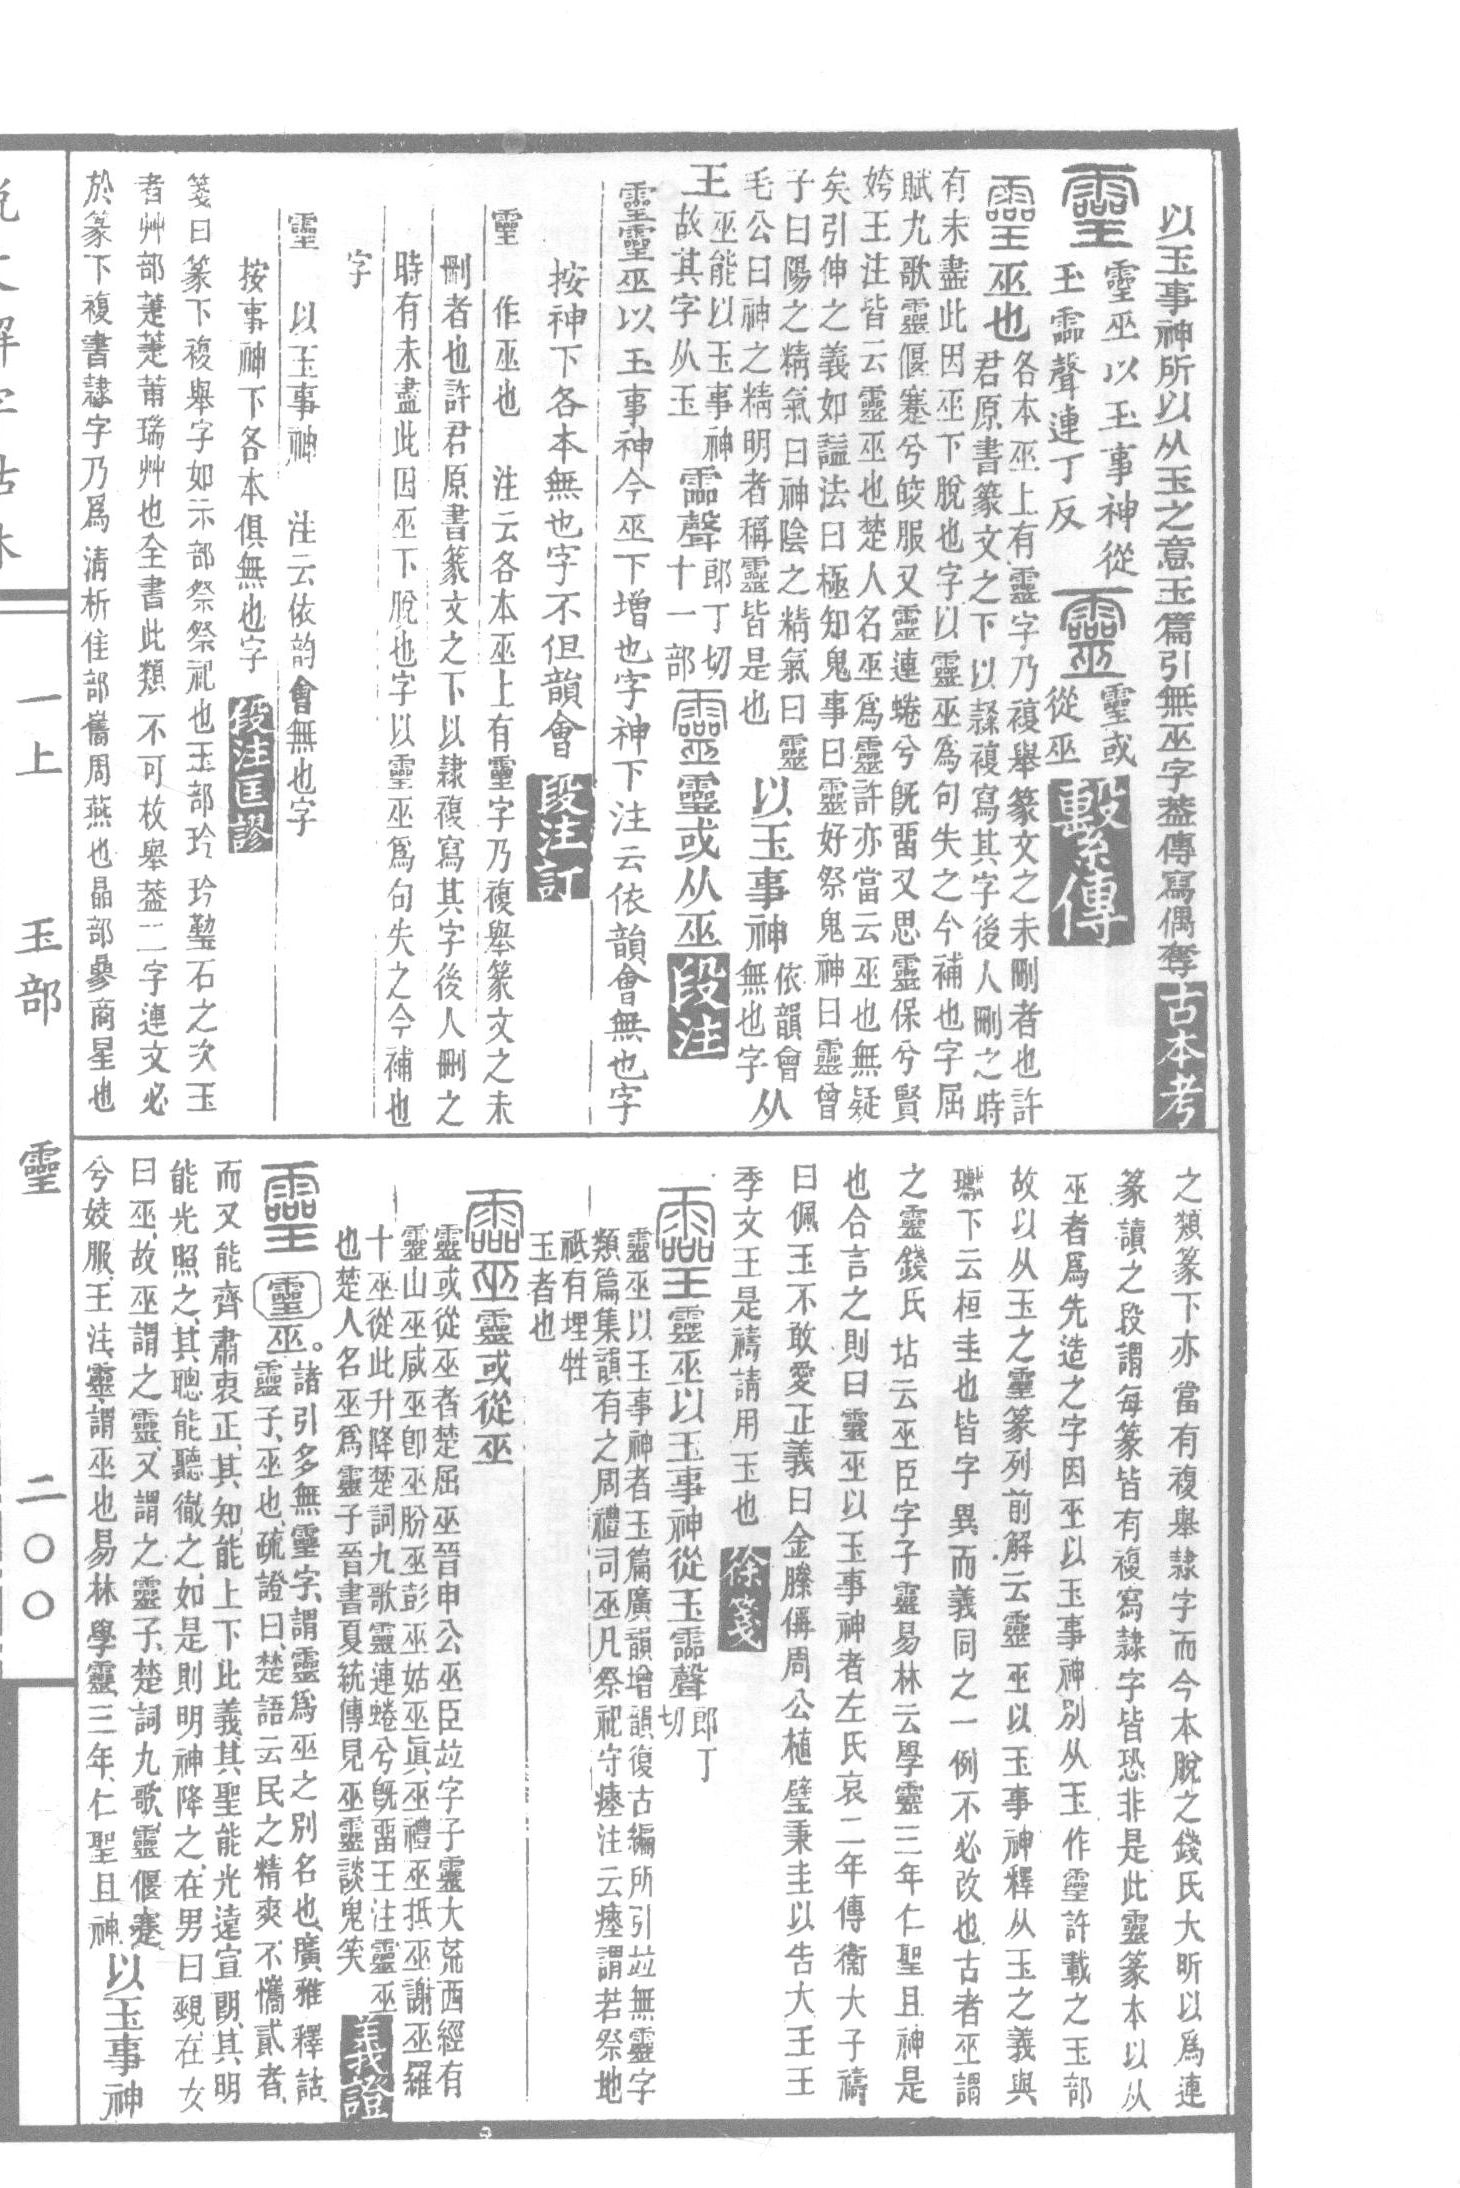 以玉事神所以从玉之意玉篇引無巫字葢傳寫偶奪古本考
靈
靈巫以玉事神從
玉霝聲連丁反
靈
靈或
從巫
繫傳
靈巫也
各本巫上有靈字乃複舉篆文之未刪者也許
君原書篆文之下以隸複寫其字後人刪之時
有未盡此因巫下脫也字以靈巫爲句失之今補也字屈
賦九歌靈偃蹇兮皎服又靈連蜷兮旣畱又思靈保兮賢
姱王注皆云靈巫也楚人名巫爲靈許亦當云巫也無疑
矣引伸之義如諡法曰極知鬼事曰靈好祭鬼神曰靈曾
子曰陽之精氣曰神陰之精氣曰靈
毛公曰神之精明者稱靈皆是也
以玉事神
依韻會
無也字
从
王
巫能以玉事神
故其字从玉
霝聲
郎丁切
十一部
靈靈或从巫段注
靈靈巫以玉事神今巫下增也字神下注云依韻會無也字
按神下各本無也字不但韻會段注訂
靈　作巫也　注云各本巫上有靈字乃複舉篆文之未
刪者也許君原書篆文之下以隸複寫其字後人刪之
時有未盡此因巫下脫也字以靈巫爲句失之今補也
字
靈　以玉事神　注云依韵會無也字
按事神下各本俱無也字段注匡謬
箋曰篆下複舉字如示部祭祭祀也玉部玪玪䃘石之次玉
者艸部萐萐莆瑞艸也全書此類不可枚舉葢二字連文必
於篆下複書隸字乃爲清析隹部巂巂周燕也晶部曑商星也
之類篆下亦當有複舉隸字而今本脫之錢氏大昕以爲連
篆讀之段謂每篆皆有複寫隸字皆恐非是此靈篆本以从
巫者爲先造之字因巫以玉事神別从玉作靈許載之玉部
故以从玉之靈篆列前解云靈巫以玉事神釋从玉之義與
瓛下云桓圭也皆字異而義同之一例不必改也古者巫謂
之靈錢氏坫云巫臣字子靈易林云學靈三年仁聖且神是
也合言之則曰靈巫以玉事神者左氏哀二年傳衞大子禱
曰佩玉不敢愛正義曰金縢偁周公植璧秉圭以告大王王
季文王是禱請用玉也徐箋
靈靈巫以玉事神從玉霝聲
郎丁
切
靈巫以玉事神者玉篇廣韻增韻復古編所引竝無靈字
類篇集韻有之周禮司巫凡祭祀守瘞注云瘞謂若祭地
祇有埋牲
玉者也
靈靈或從巫
靈或從巫者楚屈巫晉申公巫臣竝字子靈大荒西經有
靈山巫咸巫卽巫肦巫彭巫姑巫眞巫禮巫抵巫謝巫羅
十巫從此升降楚詞九歌靈連蜷兮旣畱王注靈巫
也楚人名巫爲靈子晉書夏統傳見巫靈談鬼笑
義證
靈靈巫。
諸引多無靈字、謂靈爲巫之別名也、廣雅釋詁
靈子、巫也、疏證曰、楚語云民之精爽不懈貳者、
而又能齊肅衷正、其知能上下比義、其聖能光遠宣朗、其明
能光照之、其聰能聽徹之、如是則明神降之、在男曰覡、在女
曰巫、故巫謂之靈、又謂之靈子、楚詞九歌、靈偃蹇
兮姣服、王注、靈、謂巫也易林學靈三年、仁聖且神、
以玉事神
說文解字詁林
一上　玉部　靈　二〇〇